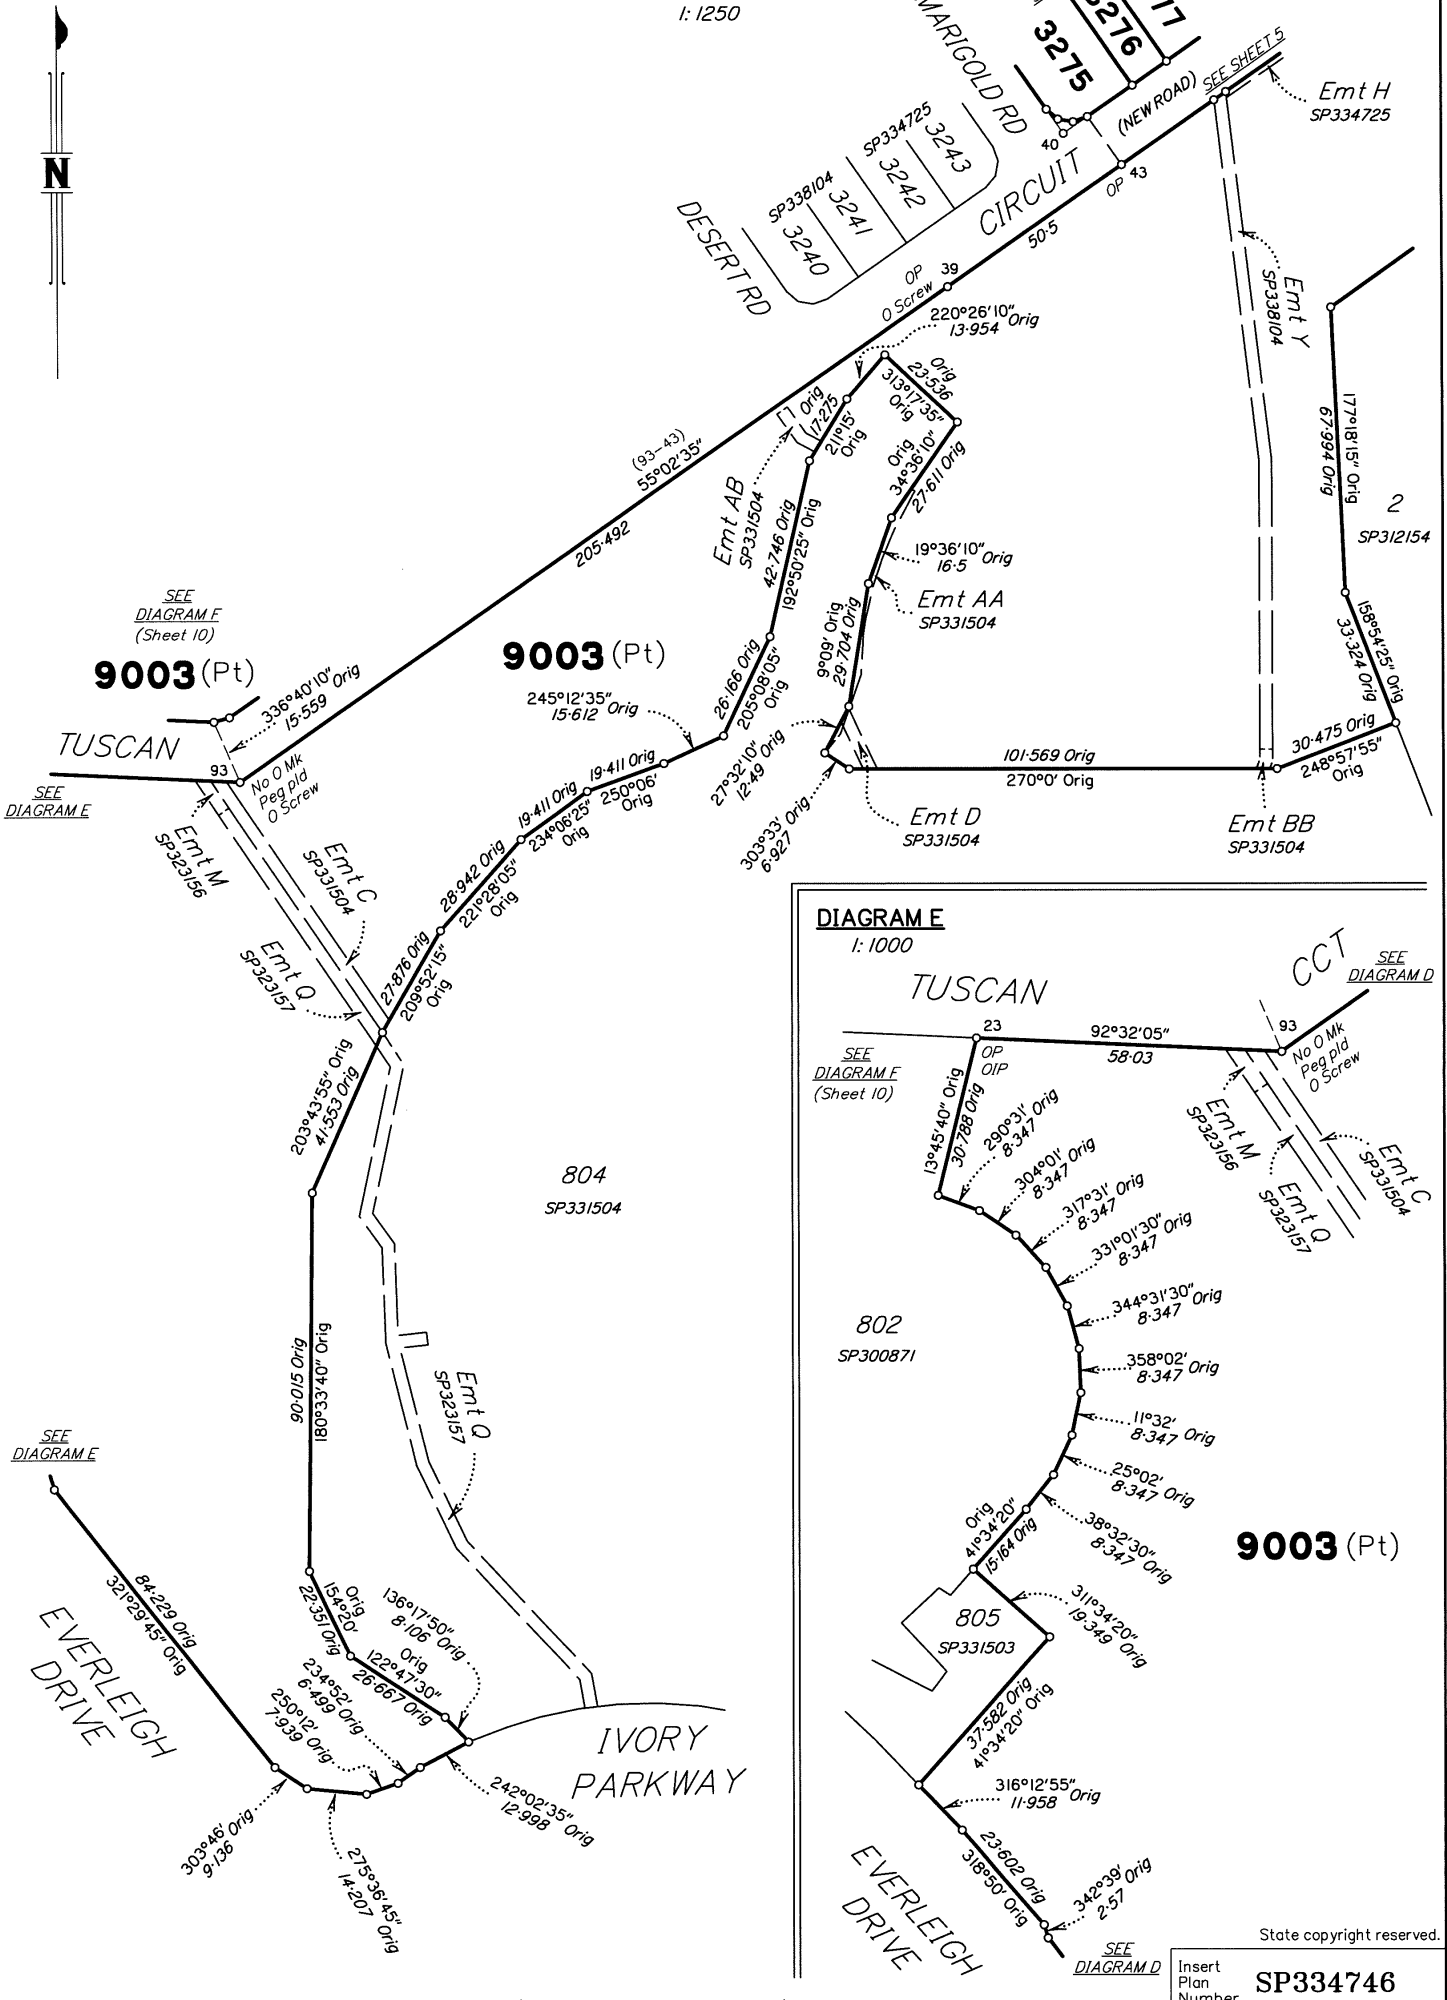 1:1250
N
MARIGOLD RD
3275
3276
77
SEE SHEET 5
(NEW ROAD)
Emt H
SP334725
40
OP 43
CIRCUIT
50·5
SP334725
3243
3242
SP338104
3241
3240
DESERT RD
OP
O Screw
39
220°26'10"
13·954 Orig
Orig
23·536
313°17'35"
Orig
Orig
17·275
211°15'
Orig
Orig
34°36'10"
27·611 Orig
Emt Y
SP338104
177°18'15" Orig
67·994 Orig
2
SP312154
(93-43)
55°02'35"
205·492
Emt AB
SP331504
42·746 Orig
192°50'25" Orig
19°36'10" Orig
16·5
Emt AA
SP331504
9°09' Orig
29·704 Orig
158°54'25" Orig
33·324 Orig
SEE
DIAGRAM F
(Sheet 10)
9003 (Pt)
9003 (Pt)
336°40'10"
15·559 Orig
245°12'35"
15·612 Orig
26·166 Orig
205°08'05"
Orig
TUSCAN
93
No O Mk
Peg pld
O Screw
SEE
DIAGRAM E
19·411 Orig
250°06'
Orig
19·411 Orig
234°06'25"
Orig
27°32'10"
12·49 Orig
303°33' Orig
6·927
101·569 Orig
270°0' Orig
30·475 Orig
248°57'55"
Orig
Emt D
SP331504
Emt BB
SP331504
Emt M
SP323156
Emt C
SP331504
28·942 Orig
221°28'05"
Orig
Emt Q
SP323157
27·876 Orig
209°52'15"
Orig
203°43'55" Orig
41·553 Orig
804
SP331504
90·015 Orig
180°33'40" Orig
Emt Q
SP323157
SEE
DIAGRAM E
84·229 Orig
321°29'45" Orig
EVERLEIGH
DRIVE
Orig
154°20'
22·351 Orig
136°17'50"
8·106 Orig
Orig
122°47'30"
26·667 Orig
234°52'
6·499 Orig
250°12'
7·939 Orig
IVORY
PARKWAY
242°02'35"
12·998 Orig
303°46' Orig
9·136
275°36'45"
14·207 Orig
DIAGRAM E
1:1000
TUSCAN
CCT
SEE
DIAGRAM D
23
OP
OIP
92°32'05"
58·03
93
No O Mk
Peg pld
O Screw
SEE
DIAGRAM F
(Sheet 10)
13°45'40" Orig
30·788 Orig
290°31' Orig
8·347
304°01' Orig
8·347
317°31' Orig
8·347
331°01'30" Orig
8·347
344°31'30" Orig
8·347
358°02' Orig
8·347
11°32' Orig
8·347
25°02' Orig
8·347
38°32'30" Orig
8·347
Emt M
SP323156
Emt C
SP331504
Emt Q
SP323157
802
SP300871
Orig
41°34'20"
15·164 Orig
9003 (Pt)
311°34'20"
19·349 Orig
805
SP331503
37·582 Orig
41°34'20" Orig
316°12'55" Orig
11·958
23·602 Orig
318°50' Orig
342°39' Orig
2·57
EVERLEIGH
DRIVE
SEE
DIAGRAM D
State copyright reserved.
Insert
Plan
Number
SP334746